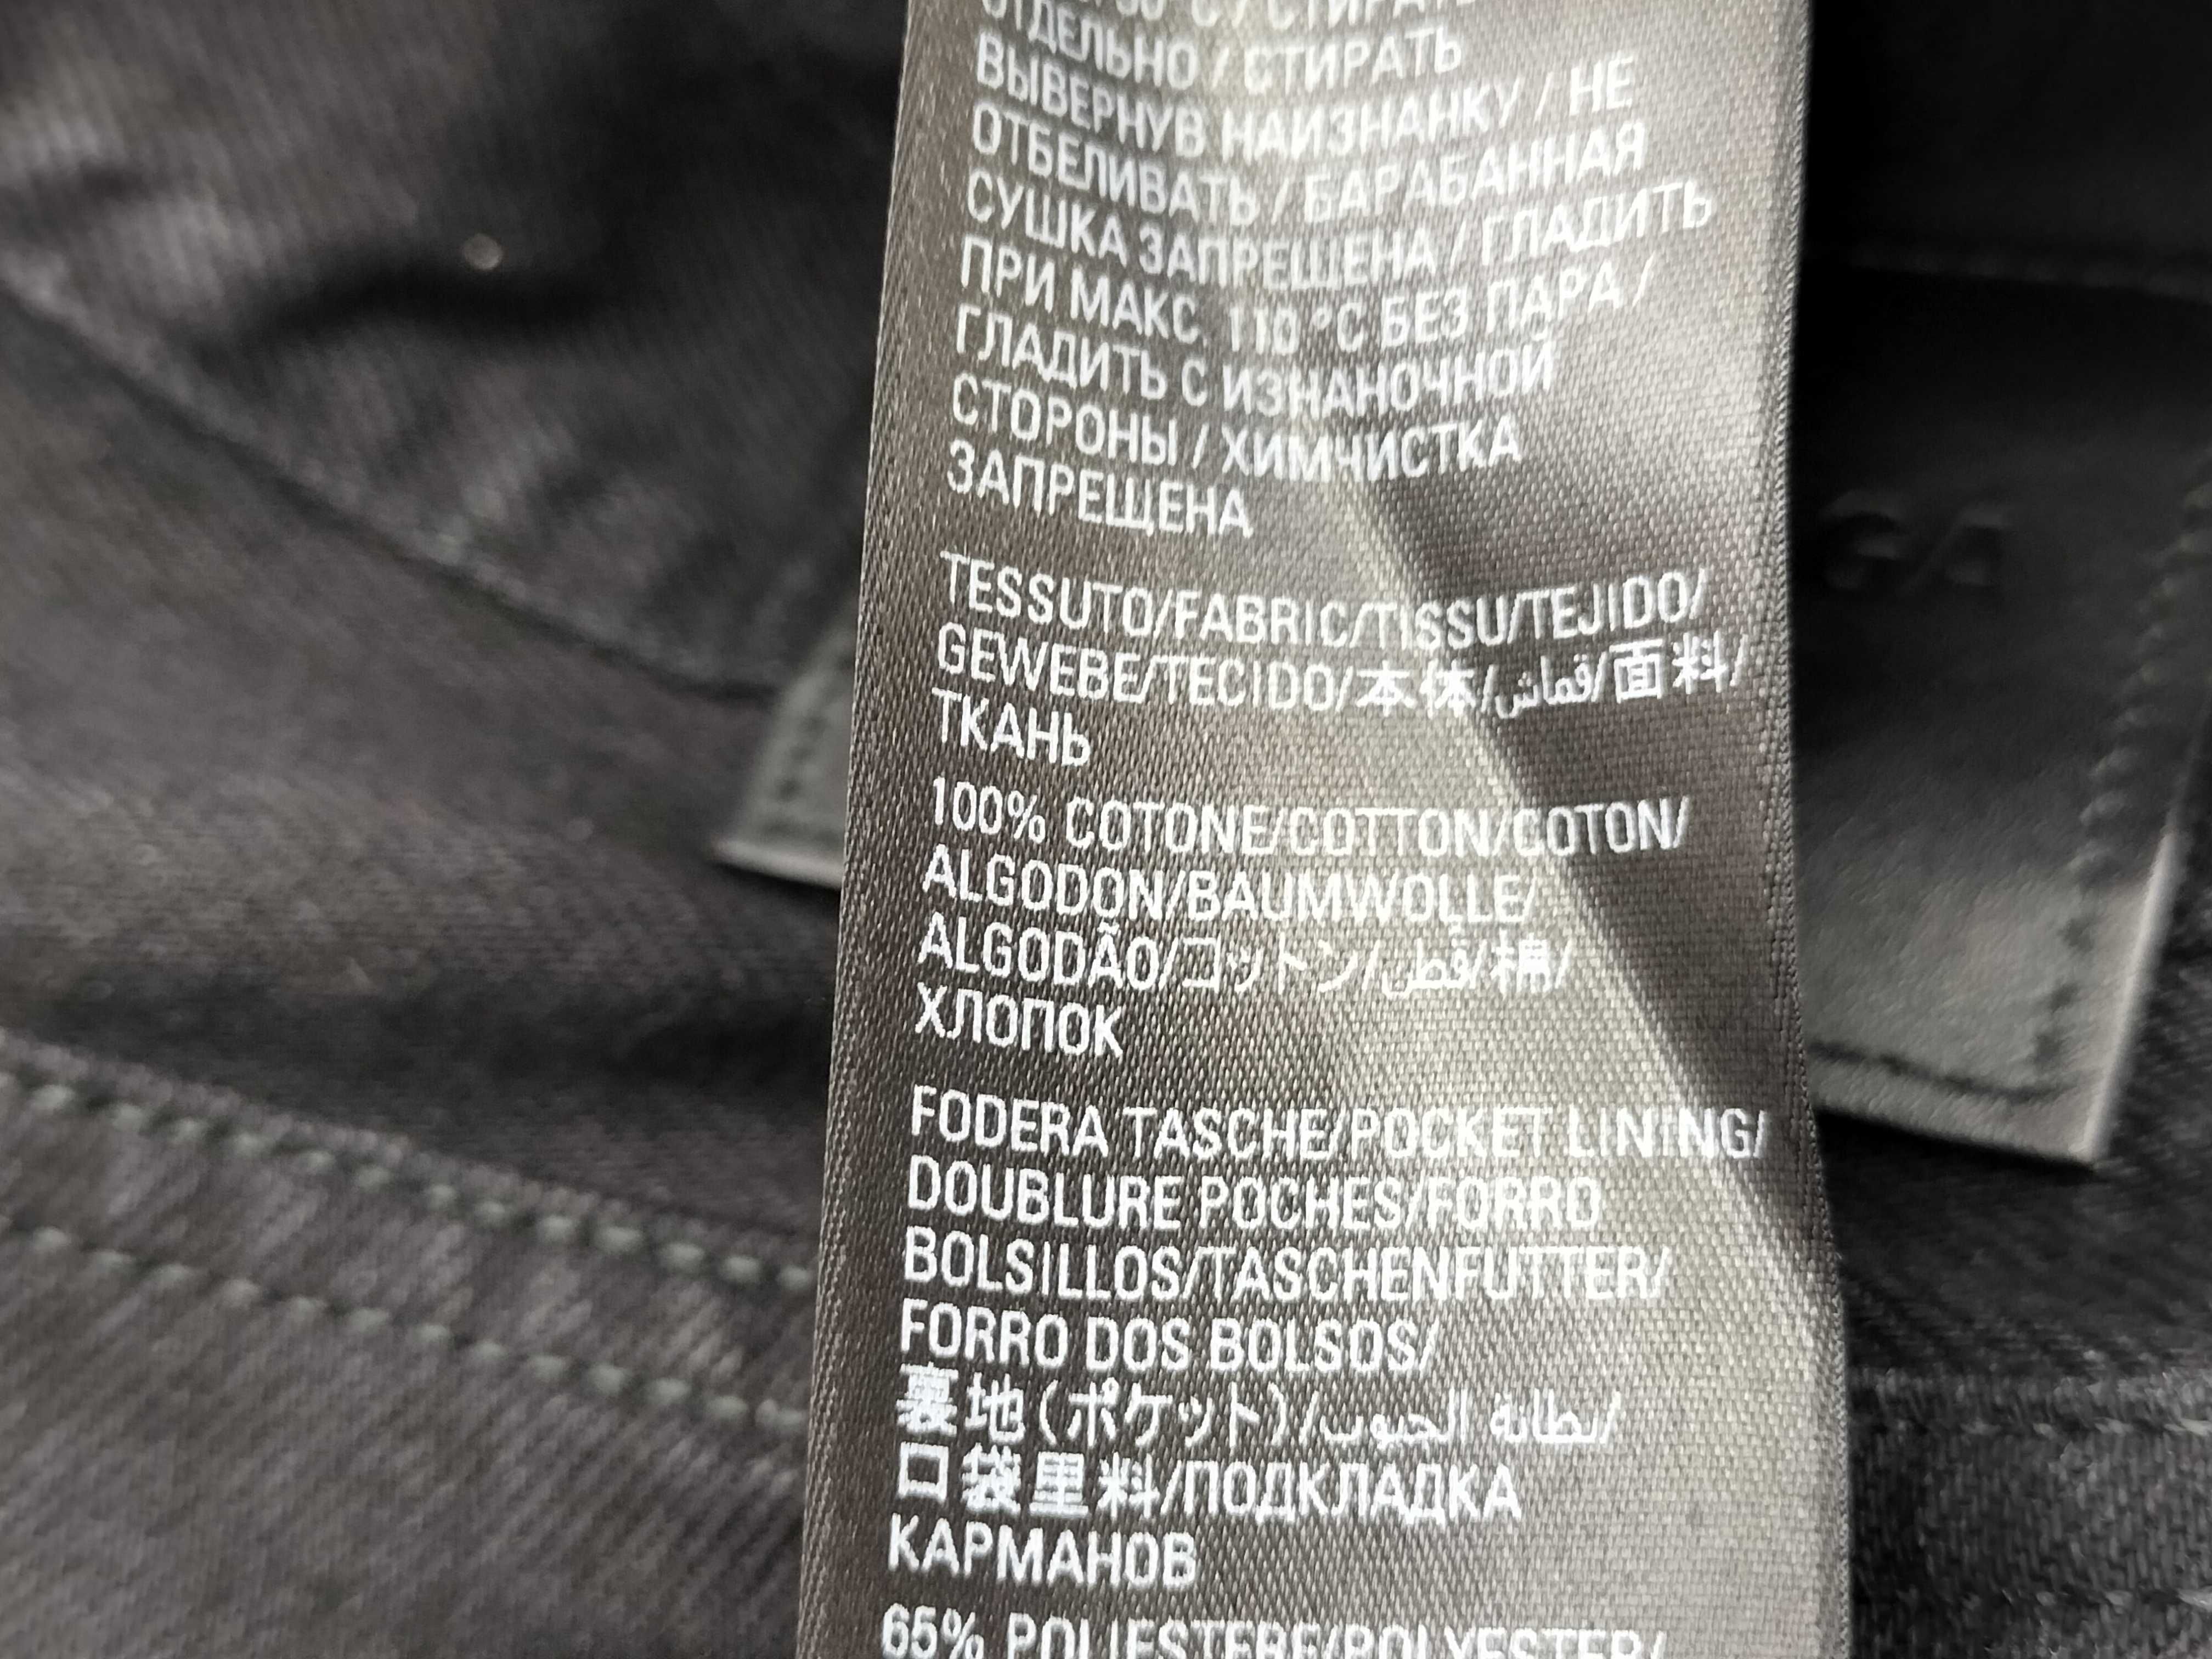 ОТДЕЛЬНО / СТИРАТЬ
ВЫВЕРНУВ НАИЗНАНКУ / НЕ
ОТБЕЛИВАТЬ / БАРАБАННАЯ
СУШКА ЗАПРЕЩЕНА / ГЛАДИТЬ
ПРИ МАКС. 110 °C БЕЗ ПАРА /
ГЛАДИТЬ С ИЗНАНОЧНОЙ
СТОРОНЫ / ХИМЧИСТКА
ЗАПРЕЩЕНА
TESSUTO/FABRIC/TISSU/TEJIDO/
GEWEBE/TECIDO/本体/قماش/面料/
ТКАНЬ
100% COTONE/COTTON/COTON/
ALGODON/BAUMWOLLE/
ALGODÃO/コットン/قطن/棉/
ХЛОПОК
FODERA TASCHE/POCKET LINING/
DOUBLURE POCHES/FORRO
BOLSILLOS/TASCHENFUTTER/
FORRO DOS BOLSOS/
裏地(ポケット)/بطانة الجيوب/
口袋里料/ПОДКЛАДКА
КАРМАНОВ
65% POLIESTERE/POLYESTER/